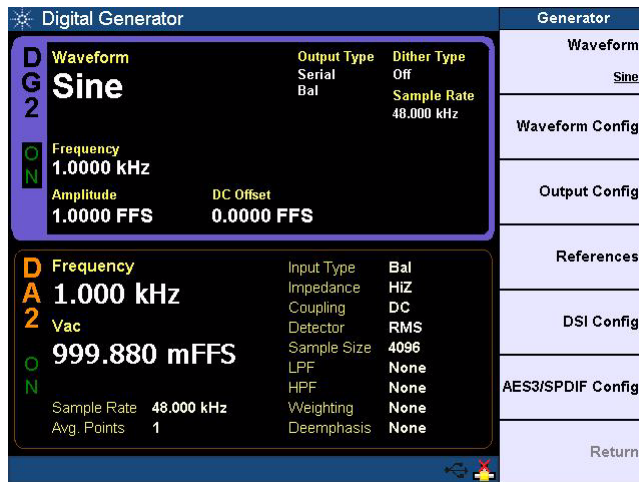 Digital Generator
DG2
ON
Waveform
Sine
Output Type
Serial
Bal
Dither Type
Off
Sample Rate
48.000 kHz
Frequency
1.0000 kHz
Amplitude
1.0000 FFS
DC Offset
0.0000 FFS
DA2
ON
Frequency
1.000 kHz
Vac
999.880 mFFS
Sample Rate 48.000 kHz
Avg. Points 1
Input Type Bal
Impedance HiZ
Coupling DC
Detector RMS
Sample Size 4096
LPF None
HPF None
Weighting None
Deemphasis None
Generator
Waveform
Sine
Waveform Config
Output Config
References
DSI Config
AES3/SPDIF Config
Return